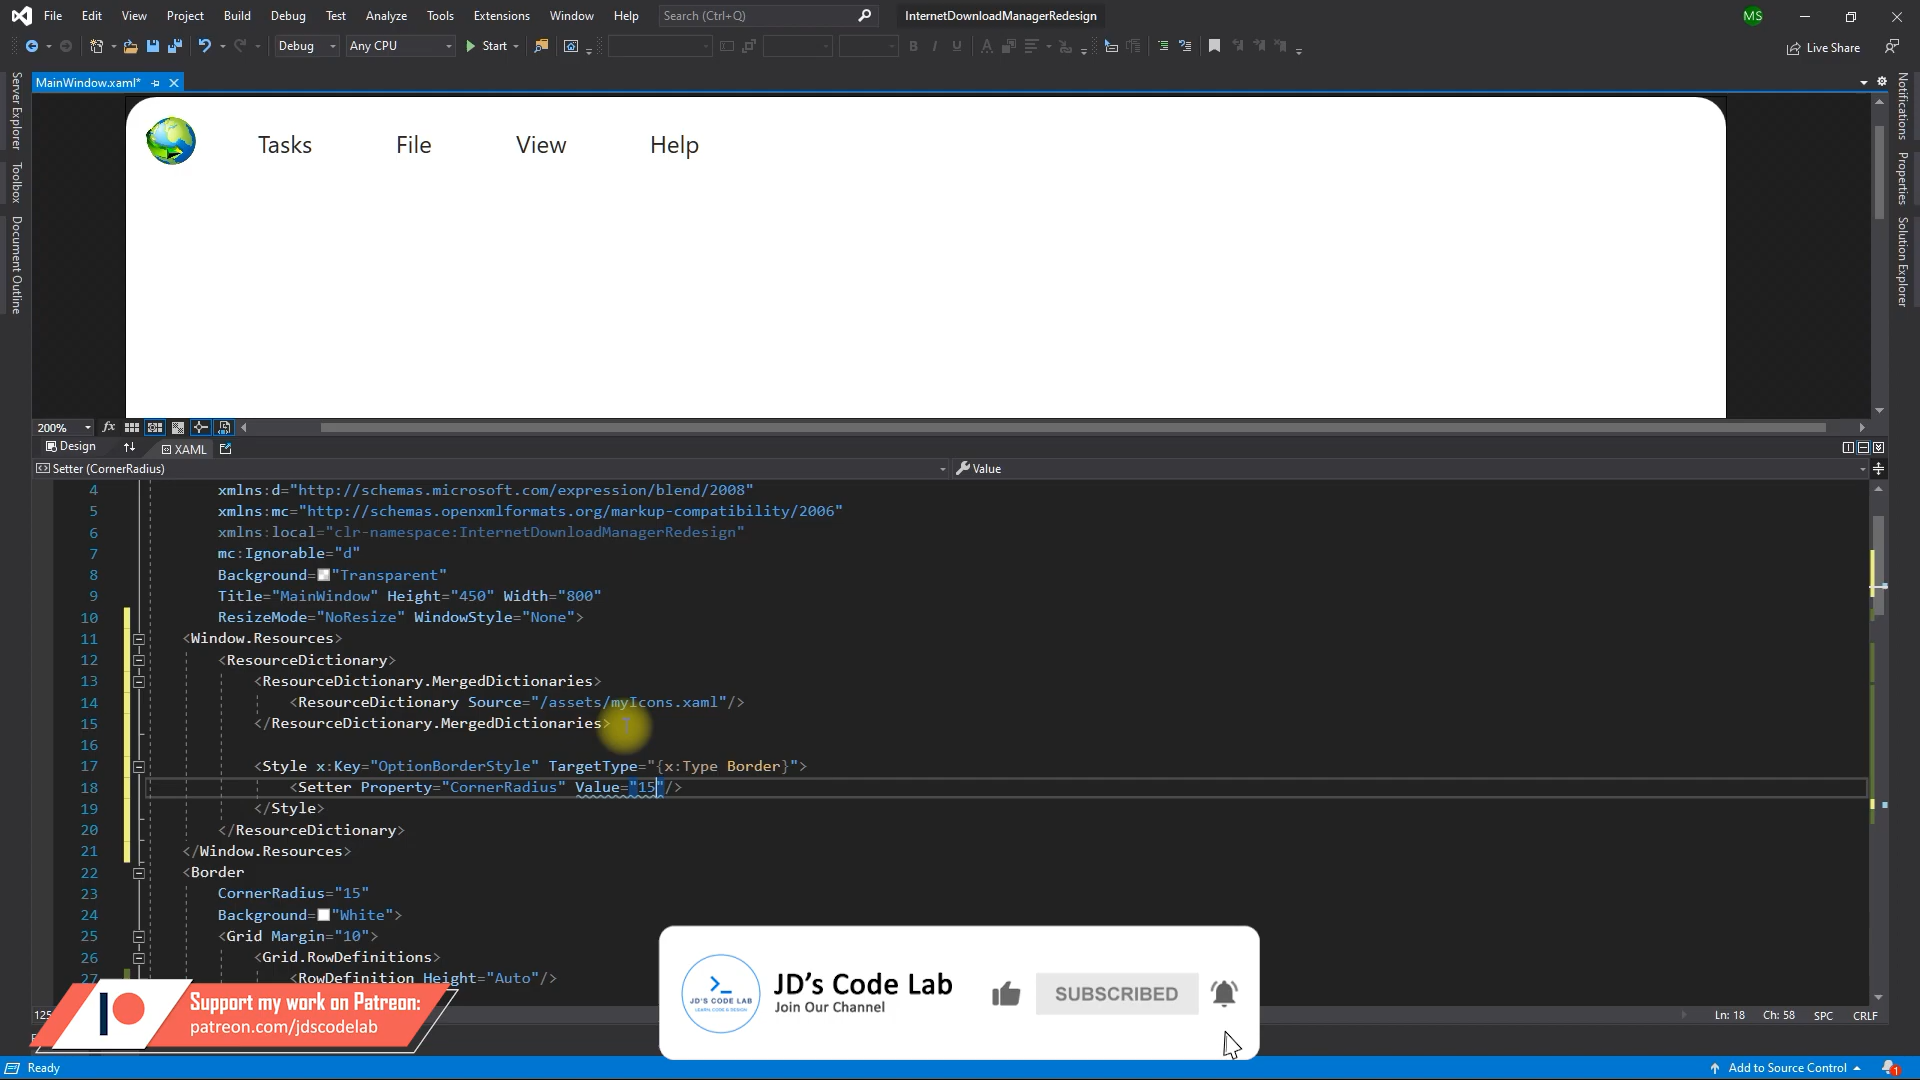 File Edit View Project Build Debug Test Analyze Tools Extensions Window Help Search (Ctrl+Q) InternetDownloadManagerRedesign MS
Debug Any CPU Start Live Share
MainWindow.xaml*
Server Explorer
Toolbox
Document Outline
Notifications
Properties
Solution Explorer
Tasks File View Help
200%
Design XAML
Setter (CornerRadius) Value
4 xmlns:d="http://schemas.microsoft.com/expression/blend/2008"
5 xmlns:mc="http://schemas.openxmlformats.org/markup-compatibility/2006"
6 xmlns:local="clr-namespace:InternetDownloadManagerRedesign"
7 mc:Ignorable="d"
8 Background="Transparent"
9 Title="MainWindow" Height="450" Width="800"
10 ResizeMode="NoResize" WindowStyle="None">
11 <Window.Resources>
12 <ResourceDictionary>
13 <ResourceDictionary.MergedDictionaries>
14 <ResourceDictionary Source="/assets/myIcons.xaml"/>
15 </ResourceDictionary.MergedDictionaries>
16
17 <Style x:Key="OptionBorderStyle" TargetType="{x:Type Border}">
18 <Setter Property="CornerRadius" Value="15"/>
19 </Style>
20 </ResourceDictionary>
21 </Window.Resources>
22 <Border
23 CornerRadius="15"
24 Background="White">
25 <Grid Margin="10">
26 <Grid.RowDefinitions>
27 <RowDefinition Height="Auto"/>
Support my work on Patreon:
patreon.com/jdscodelab
JD'S CODE LAB
LEARN, CODE & DESIGN
JD's Code Lab
Join Our Channel
SUBSCRIBED
Ln: 18 Ch: 58 SPC CRLF
Ready Add to Source Control 1